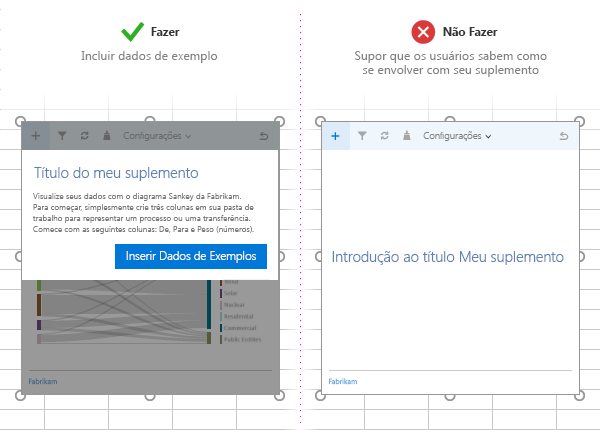 Fazer
Incluir dados de exemplo
Configurações
Título do meu suplemento
Visualize seus dados com o diagrama Sankey da Fabrikam.
Para começar, simplesmente crie três colunas em sua pasta de
trabalho para representar um processo ou uma transferência.
Comece com as seguintes colunas: De, Para e Peso (números).
Inserir Dados de Exemplos
Solar
Nuclear
Residential
Commercial
Public Entities
Fabrikam
Não Fazer
Supor que os usuários sabem como
se envolver com seu suplemento
Configurações
Introdução ao título Meu suplemento
Fabrikam